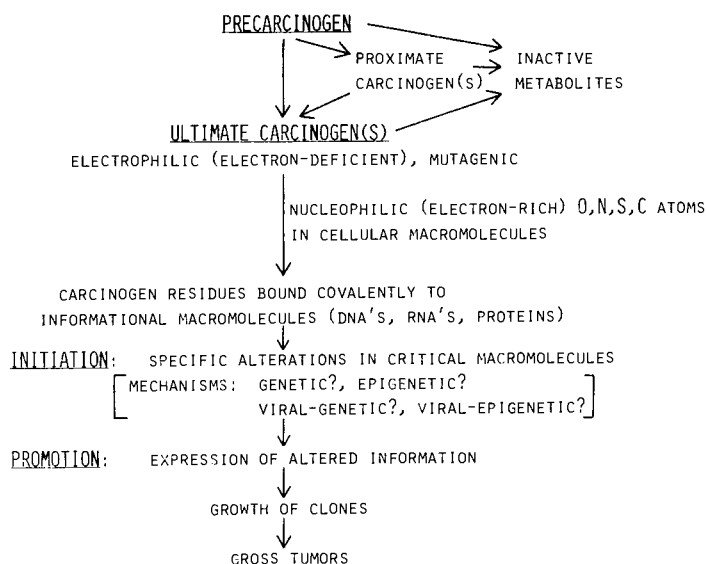 PRECARCINOGEN
PROXIMATE
CARCINOGEN(S)
INACTIVE
METABOLITES
ULTIMATE CARCINOGEN(S)
ELECTROPHILIC (ELECTRON-DEFICIENT), MUTAGENIC
NUCLEOPHILIC (ELECTRON-RICH) O,N,S,C ATOMS
IN CELLULAR MACROMOLECULES
CARCINOGEN RESIDUES BOUND COVALENTLY TO
INFORMATIONAL MACROMOLECULES (DNA'S, RNA'S, PROTEINS)
INITIATION: SPECIFIC ALTERATIONS IN CRITICAL MACROMOLECULES
[MECHANISMS: GENETIC?, EPIGENETIC?
VIRAL-GENETIC?, VIRAL-EPIGENETIC?]
PROMOTION: EXPRESSION OF ALTERED INFORMATION
GROWTH OF CLONES
GROSS TUMORS